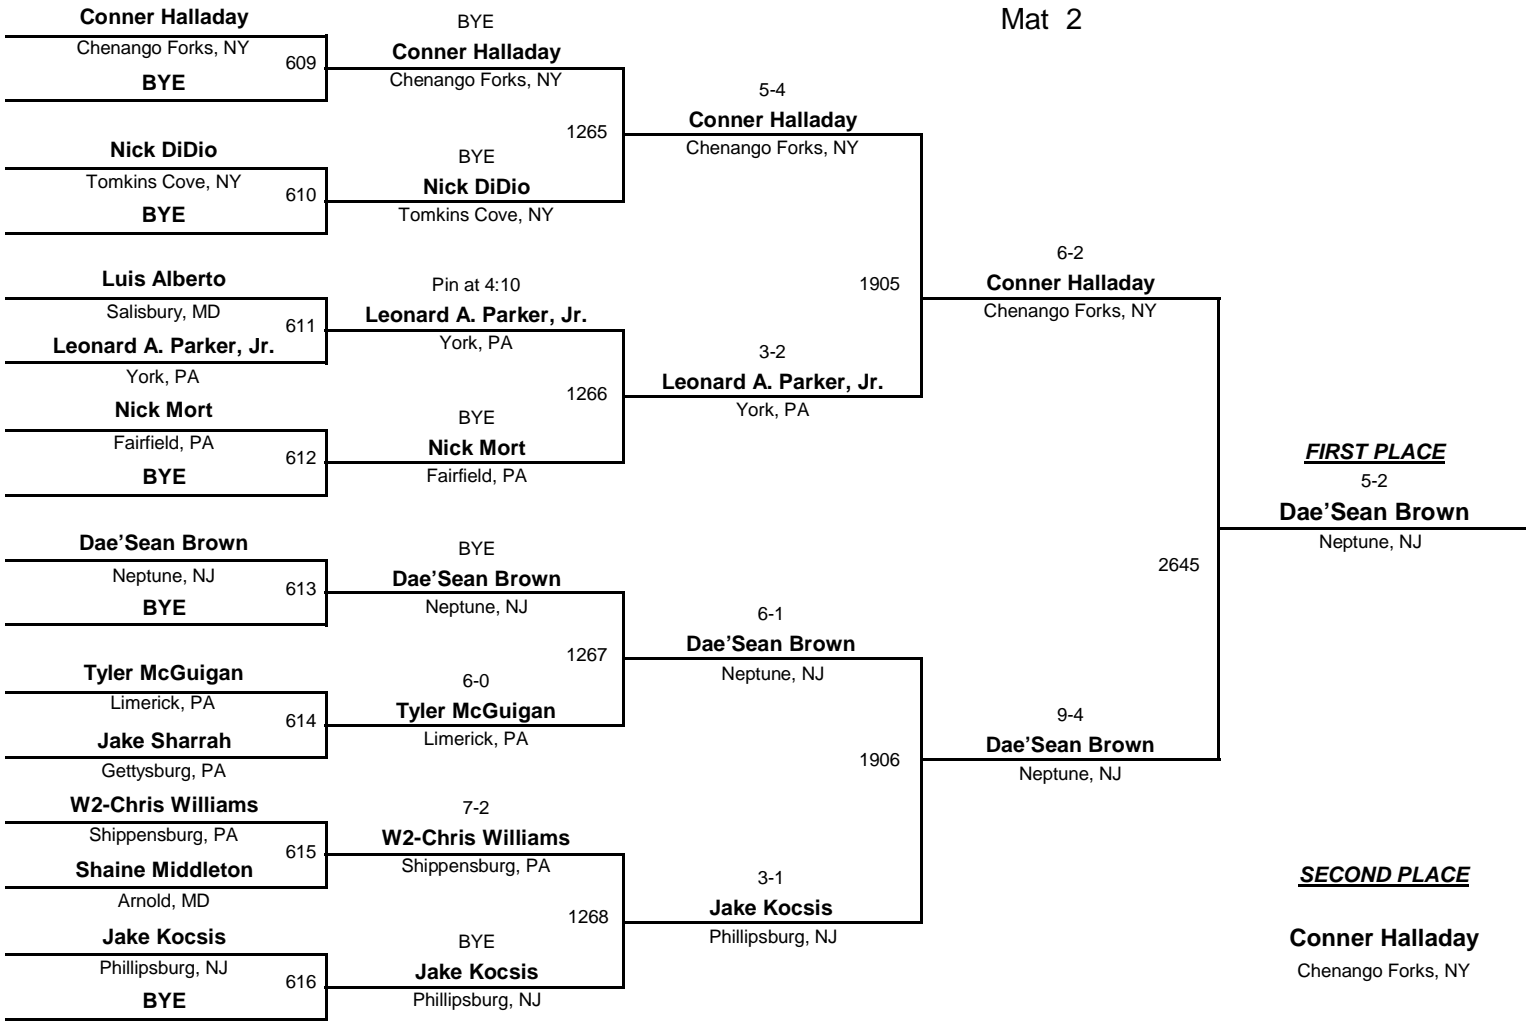 Mat 2
Conner Halladay
Chenango Forks, NY
609
BYE
Nick DiDio
Tomkins Cove, NY
610
BYE
Luis Alberto
Salisbury, MD
611
Leonard A. Parker, Jr.
York, PA
Nick Mort
Fairfield, PA
612
BYE
Dae'Sean Brown
Neptune, NJ
613
BYE
Tyler McGuigan
Limerick, PA
614
Jake Sharrah
Gettysburg, PA
W2-Chris Williams
Shippensburg, PA
615
Shaine Middleton
Arnold, MD
Jake Kocsis
Phillipsburg, NJ
616
BYE
BYE
Conner Halladay
Chenango Forks, NY
1265
BYE
Nick DiDio
Tomkins Cove, NY
Pin at 4:10
Leonard A. Parker, Jr.
York, PA
1266
BYE
Nick Mort
Fairfield, PA
BYE
Dae'Sean Brown
Neptune, NJ
1267
6-0
Tyler McGuigan
Limerick, PA
7-2
W2-Chris Williams
Shippensburg, PA
1268
BYE
Jake Kocsis
Phillipsburg, NJ
5-4
Conner Halladay
Chenango Forks, NY
1905
3-2
Leonard A. Parker, Jr.
York, PA
6-1
Dae'Sean Brown
Neptune, NJ
1906
3-1
Jake Kocsis
Phillipsburg, NJ
6-2
Conner Halladay
Chenango Forks, NY
2645
9-4
Dae'Sean Brown
Neptune, NJ
FIRST PLACE
5-2
Dae'Sean Brown
Neptune, NJ
SECOND PLACE
Conner Halladay
Chenango Forks, NY